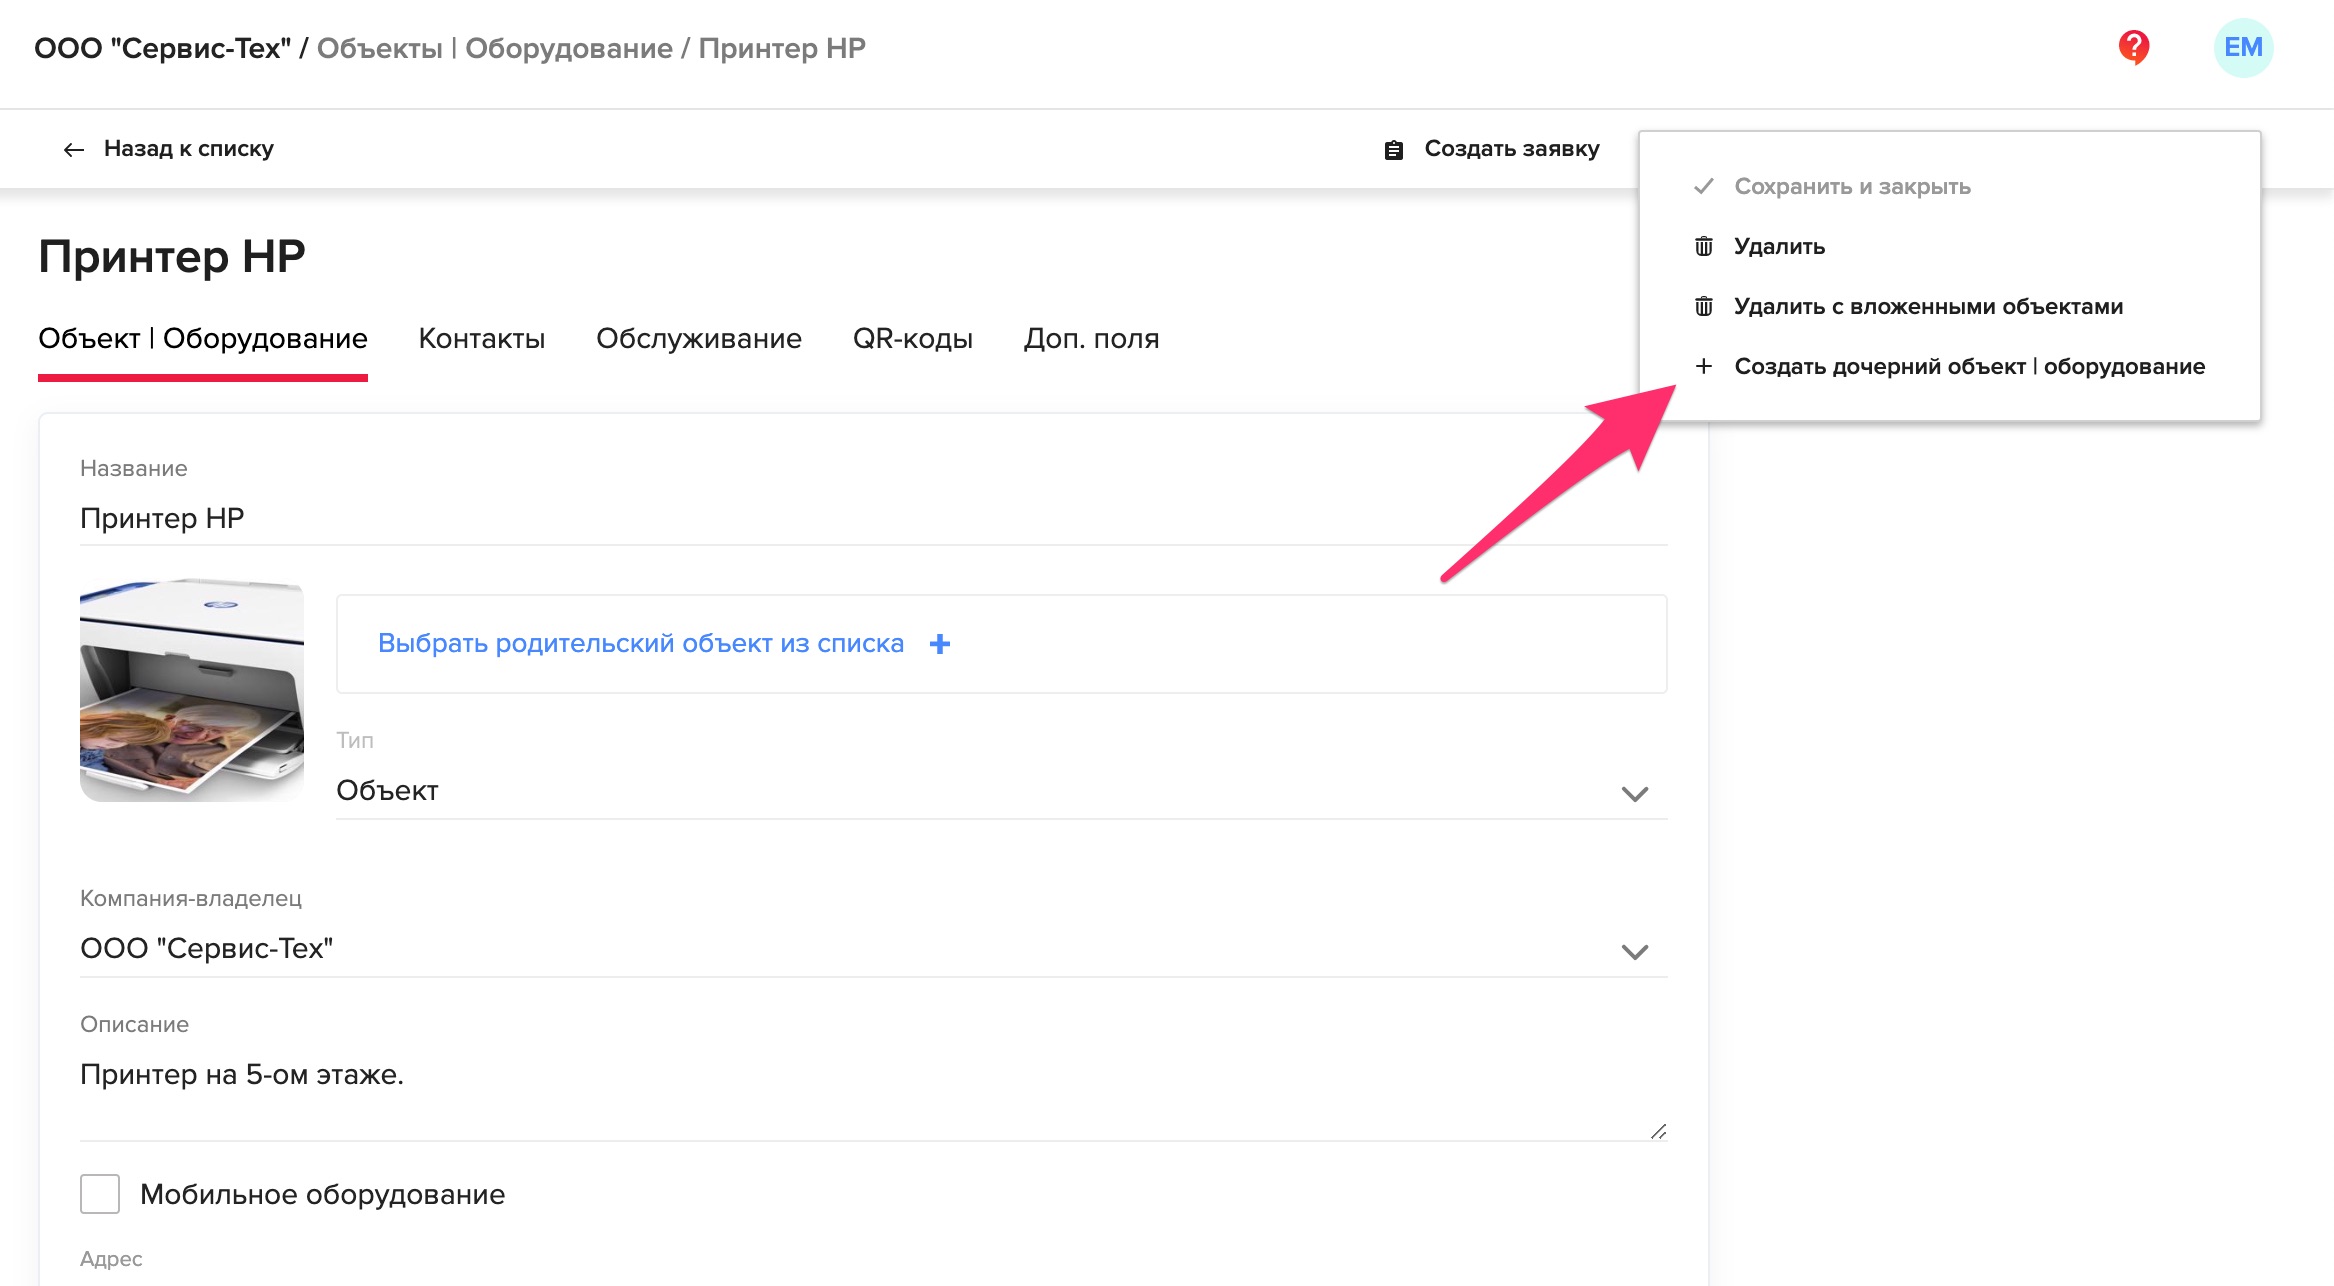 ООО "Сервис-Тех" / Объекты | Оборудование / Принтер HP
?
EM
Назад к списку
Создать заявку
Сохранить и закрыть
Удалить
Удалить с вложенными объектами
Создать дочерний объект | оборудование
Принтер HP
Объект | Оборудование
Контакты
Обслуживание
QR-коды
Доп. поля
Название
Принтер HP
Выбрать родительский объект из списка +
Тип
Объект
Компания-владелец
ООО "Сервис-Тех"
Описание
Принтер на 5-ом этаже.
Мобильное оборудование
Адрес